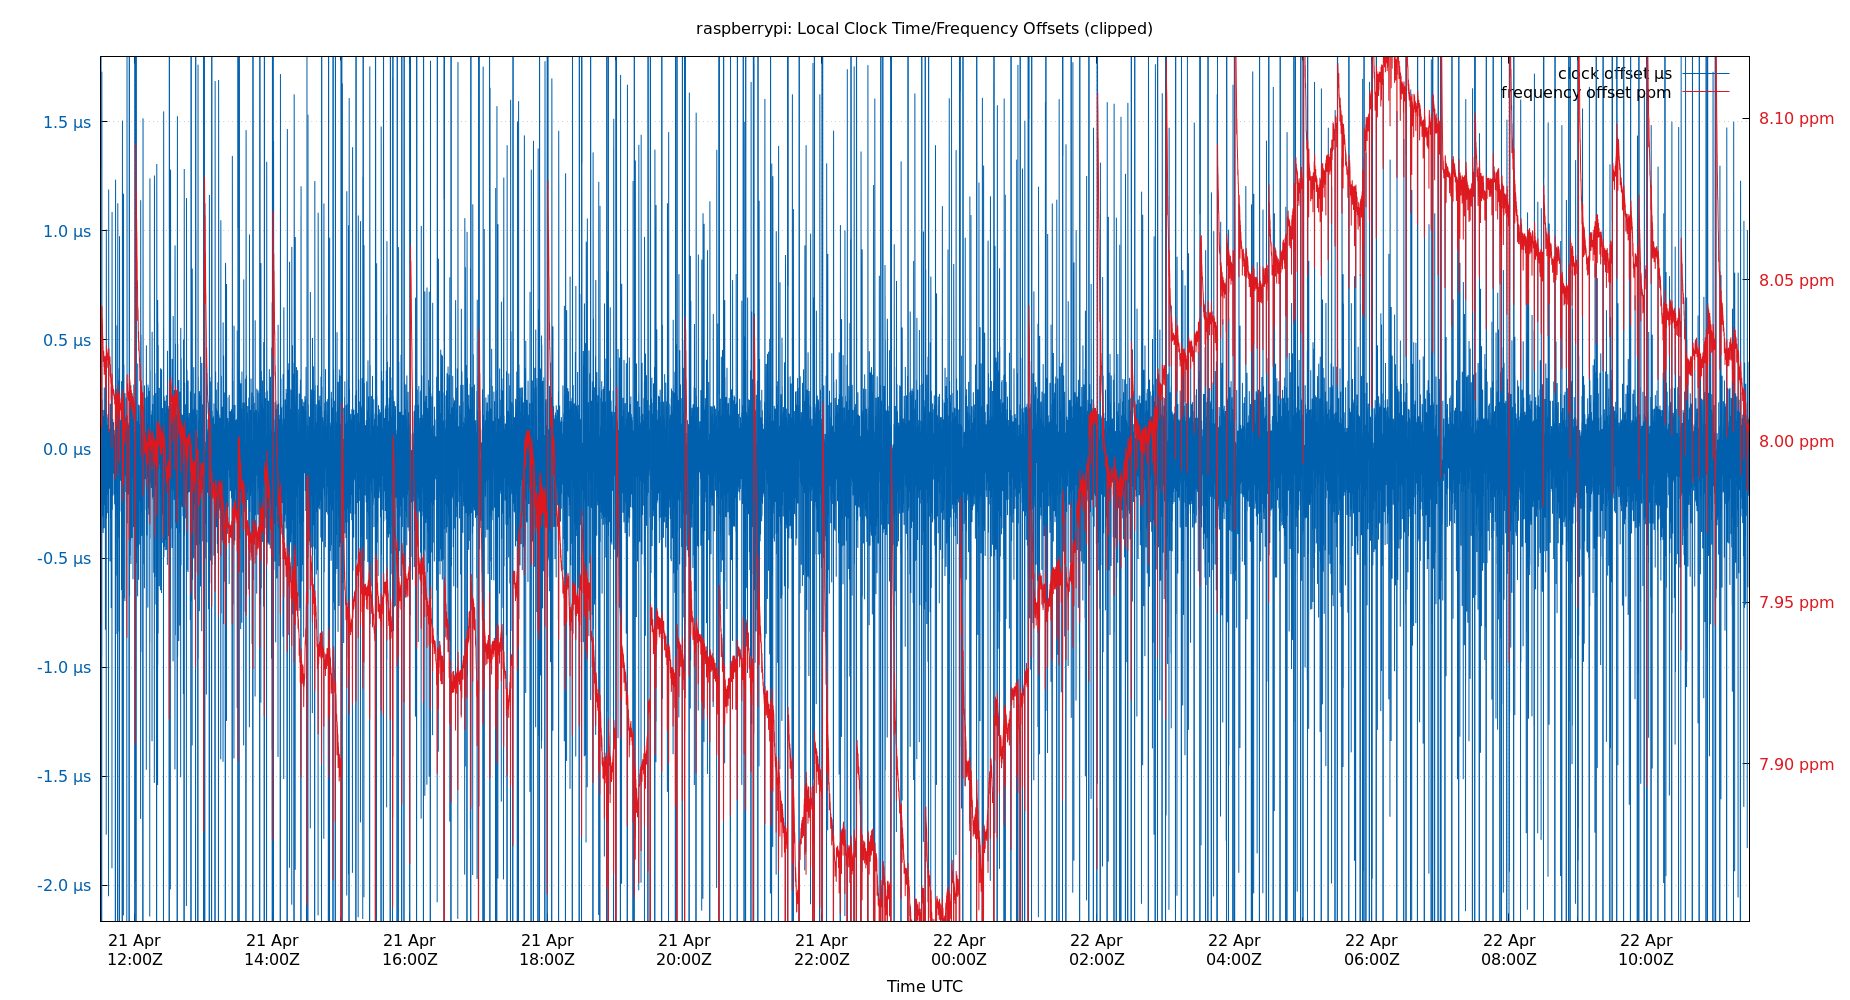 raspberrypi: Local Clock Time/Frequency Offsets (clipped)
clock offset µs
frequency offset ppm
1.5 µs
1.0 µs
0.5 µs
0.0 µs
-0.5 µs
-1.0 µs
-1.5 µs
-2.0 µs
8.10 ppm
8.05 ppm
8.00 ppm
7.95 ppm
7.90 ppm
21 Apr 21 Apr 21 Apr 21 Apr 21 Apr 21 Apr 22 Apr 22 Apr 22 Apr 22 Apr 22 Apr 22 Apr
12:00Z 14:00Z 16:00Z 18:00Z 20:00Z 22:00Z 00:00Z 02:00Z 04:00Z 06:00Z 08:00Z 10:00Z
Time UTC